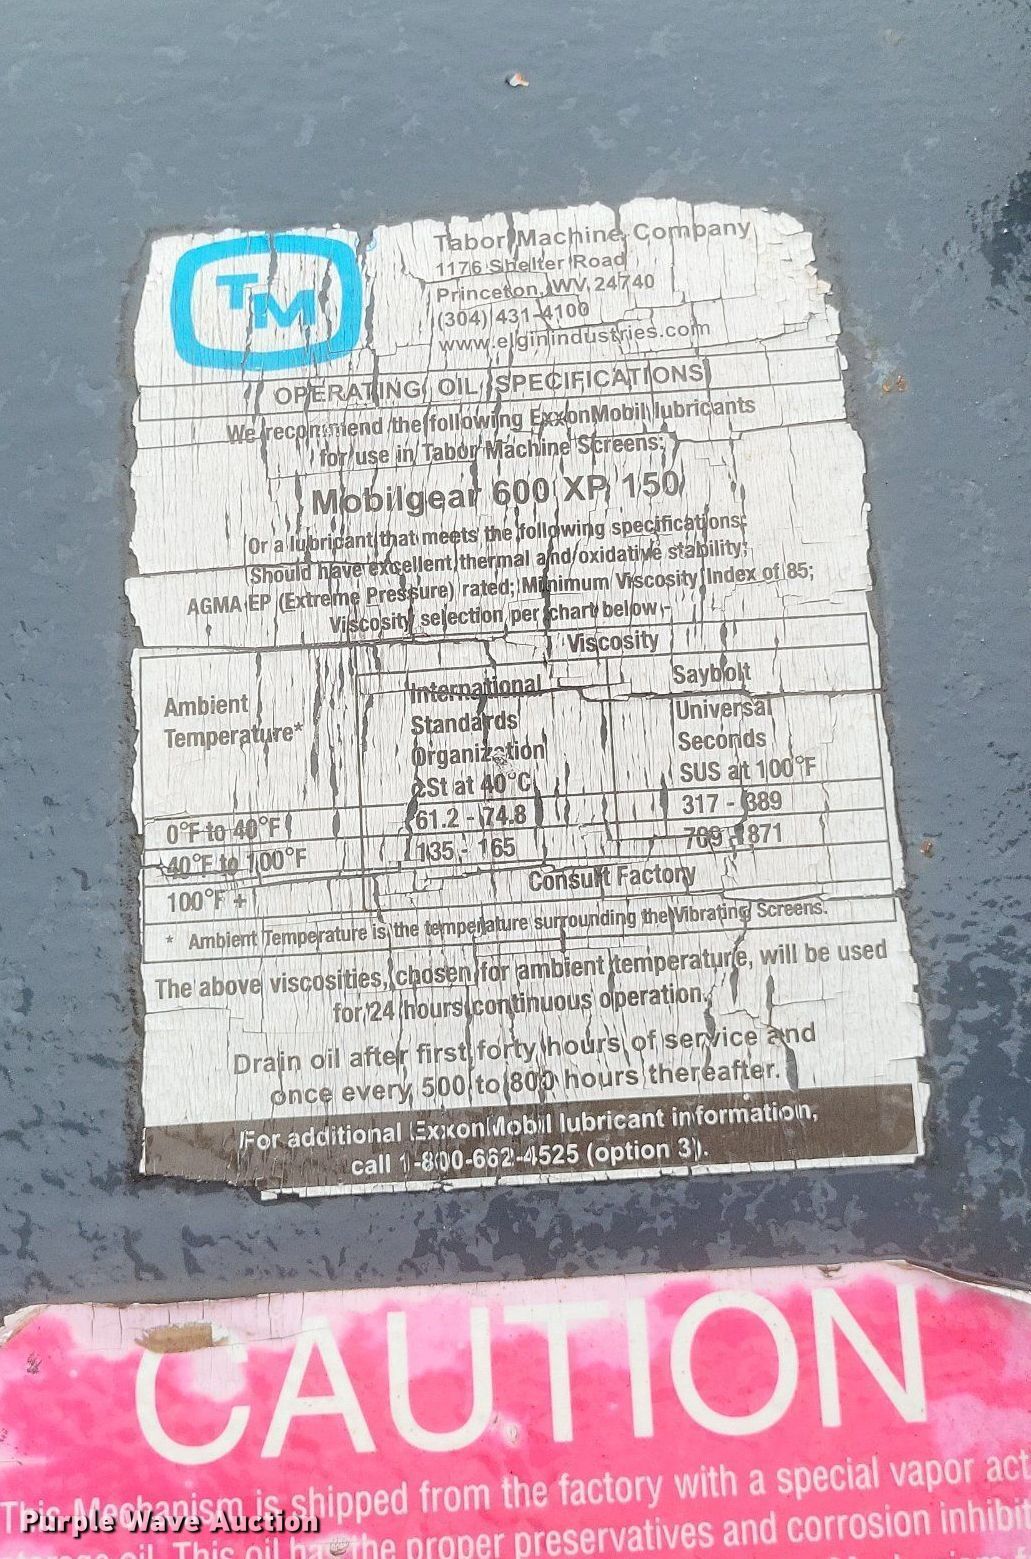 TM
Tabor Machine Company
1176 Shelter Road
Princeton, WV 24740
(304) 431-4100
www.elginindustries.com
OPERATING OIL SPECIFICATIONS
We recommend the following ExxonMobil lubricants
for use in Tabor Machine Screens:
Mobilgear 600 XP 150
Or a lubricant that meets the following specifications:
Should have excellent thermal and/oxidative stability;
AGMA EP (Extreme Pressure) rated; Minimum Viscosity Index of 85;
Viscosity selection per chart below -
Viscosity
Ambient
Temperature*
International
Standards
Organization
cSt at 40°C
Saybolt
Universal
Seconds
SUS at 100°F
0°F to 40°F 61.2 - 74.8 317 - 389
40°F to 100°F 135 - 165 709 - 871
100°F + Consult Factory
* Ambient Temperature is the temperature surrounding the Vibrating Screens.
The above viscosities, chosen for ambient temperature, will be used
for 24 hours continuous operation.
Drain oil after first forty hours of service and
once every 500 to 800 hours thereafter.
For additional ExxonMobil lubricant information,
call 1-800-662-4525 (option 3).
CAUTION
This Mechanism is shipped from the factory with a special vapor act
oil. This oil has the proper preservatives and corrosion inhibi
Purple Wave Auction